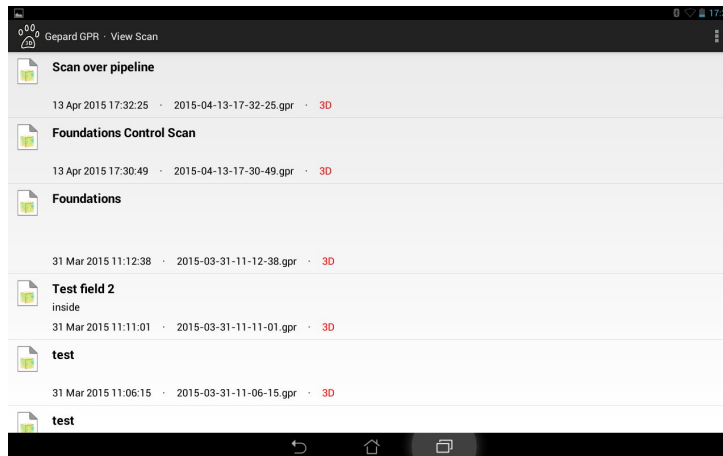 17:
3D
Gepard GPR · View Scan
Scan over pipeline
13 Apr 2015 17:32:25 · 2015-04-13-17-32-25.gpr · 3D
Foundations Control Scan
13 Apr 2015 17:30:49 · 2015-04-13-17-30-49.gpr · 3D
Foundations
31 Mar 2015 11:12:38 · 2015-03-31-11-12-38.gpr · 3D
Test field 2
inside
31 Mar 2015 11:11:01 · 2015-03-31-11-11-01.gpr · 3D
test
31 Mar 2015 11:06:15 · 2015-03-31-11-06-15.gpr · 3D
test